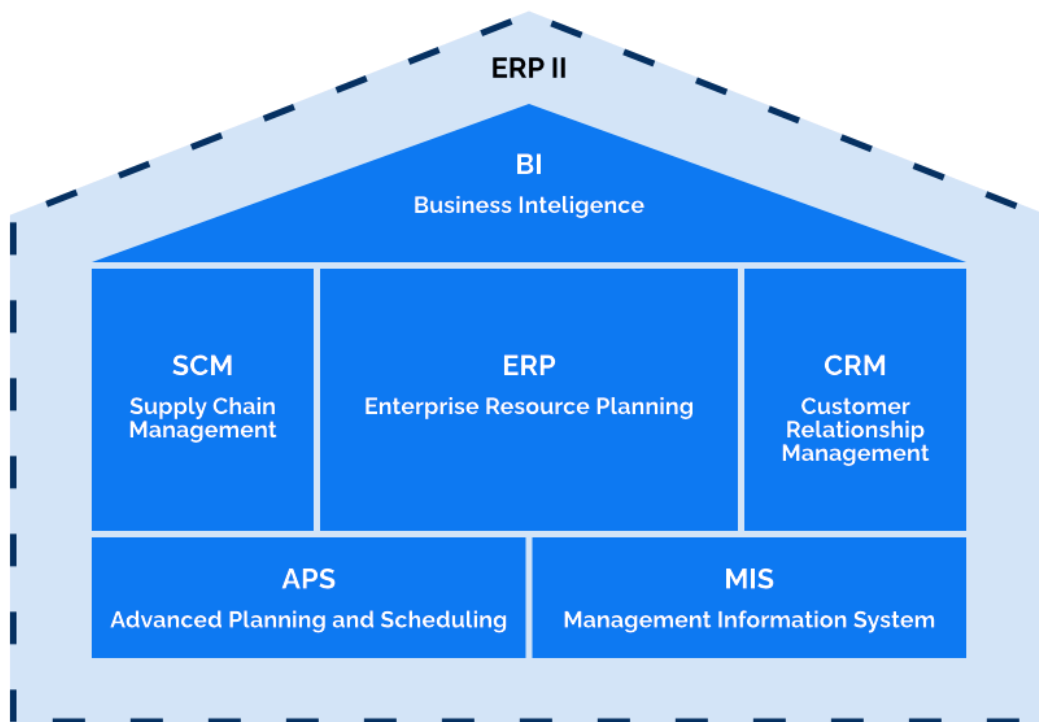 ERP II
BI
Business Inteligence
SCM
Supply Chain
Management
ERP
Enterprise Resource Planning
CRM
Customer
Relationship
Management
APS
Advanced Planning and Scheduling
MIS
Management Information System